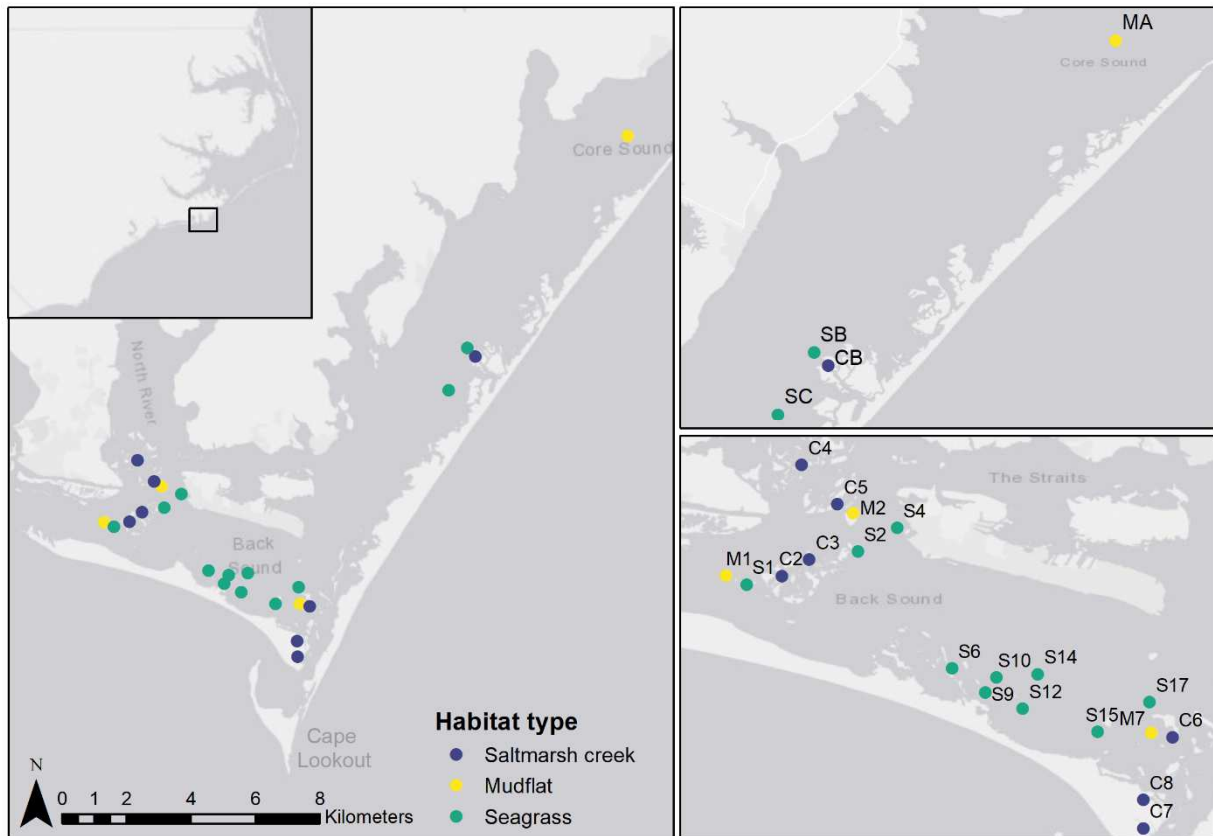 Core Sound
North River
Back
Sound
Cape
Lookout
Habitat type
Saltmarsh creek
Mudflat
Seagrass
N
0 1 2 4 6 8
Kilometers
MA
Core Sound
SB
CB
SC
C4
The Straits
C5
M2
S4
S2
C3
M1
S1
C2
Back Sound
S6
S10
S14
S9
S12
S17
S15
M7
C6
C8
C7